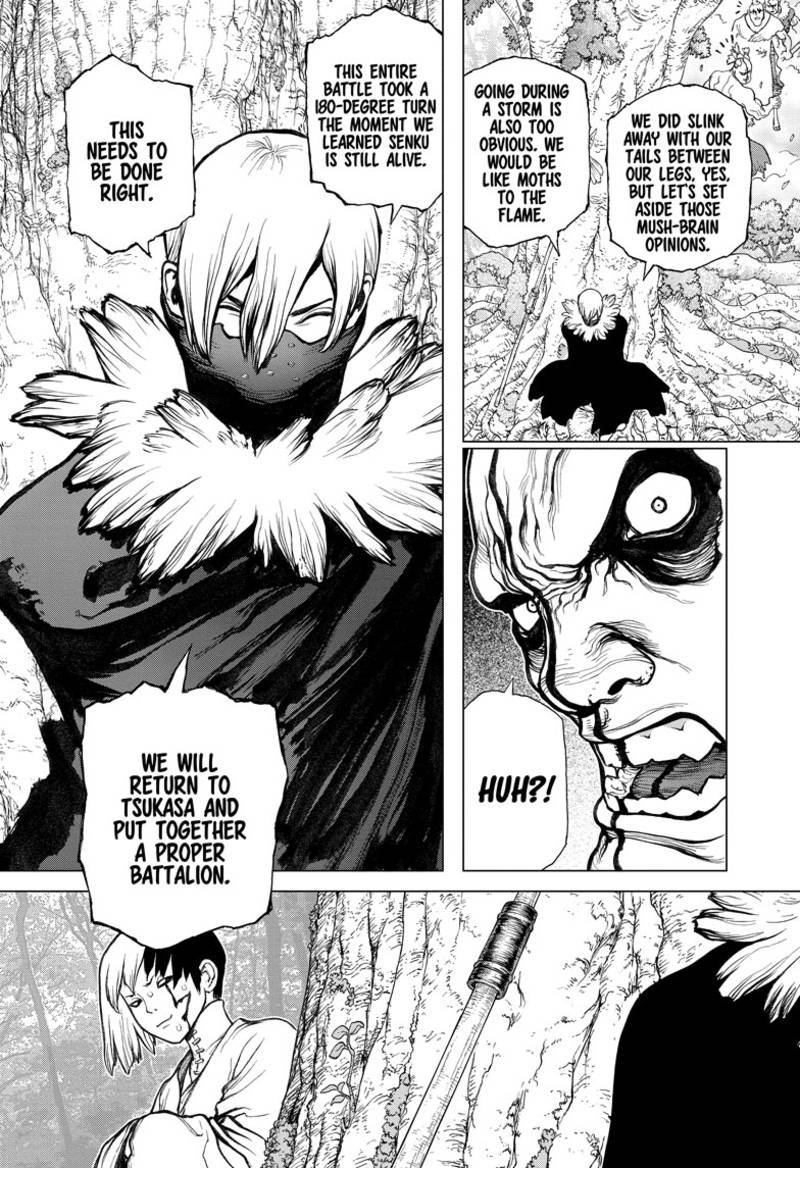 WE DID SLINK
AWAY WITH OUR
TAILS BETWEEN
OUR LEGS, YES,
BUT LET'S SET
ASIDE THOSE
MUSH-BRAIN
OPINIONS.
GOING DURING
A STORM IS
ALSO TOO
OBVIOUS. WE
WOULD BE
LIKE MOTHS
TO THE
FLAME.
HUH?!
THIS ENTIRE
BATTLE TOOK A
180-DEGREE TURN
THE MOMENT WE
LEARNED SENKU
IS STILL ALIVE.
THIS
NEEDS TO
BE DONE
RIGHT.
WE WILL
RETURN TO
TSUKASA AND
PUT TOGETHER
A PROPER
BATTALION.